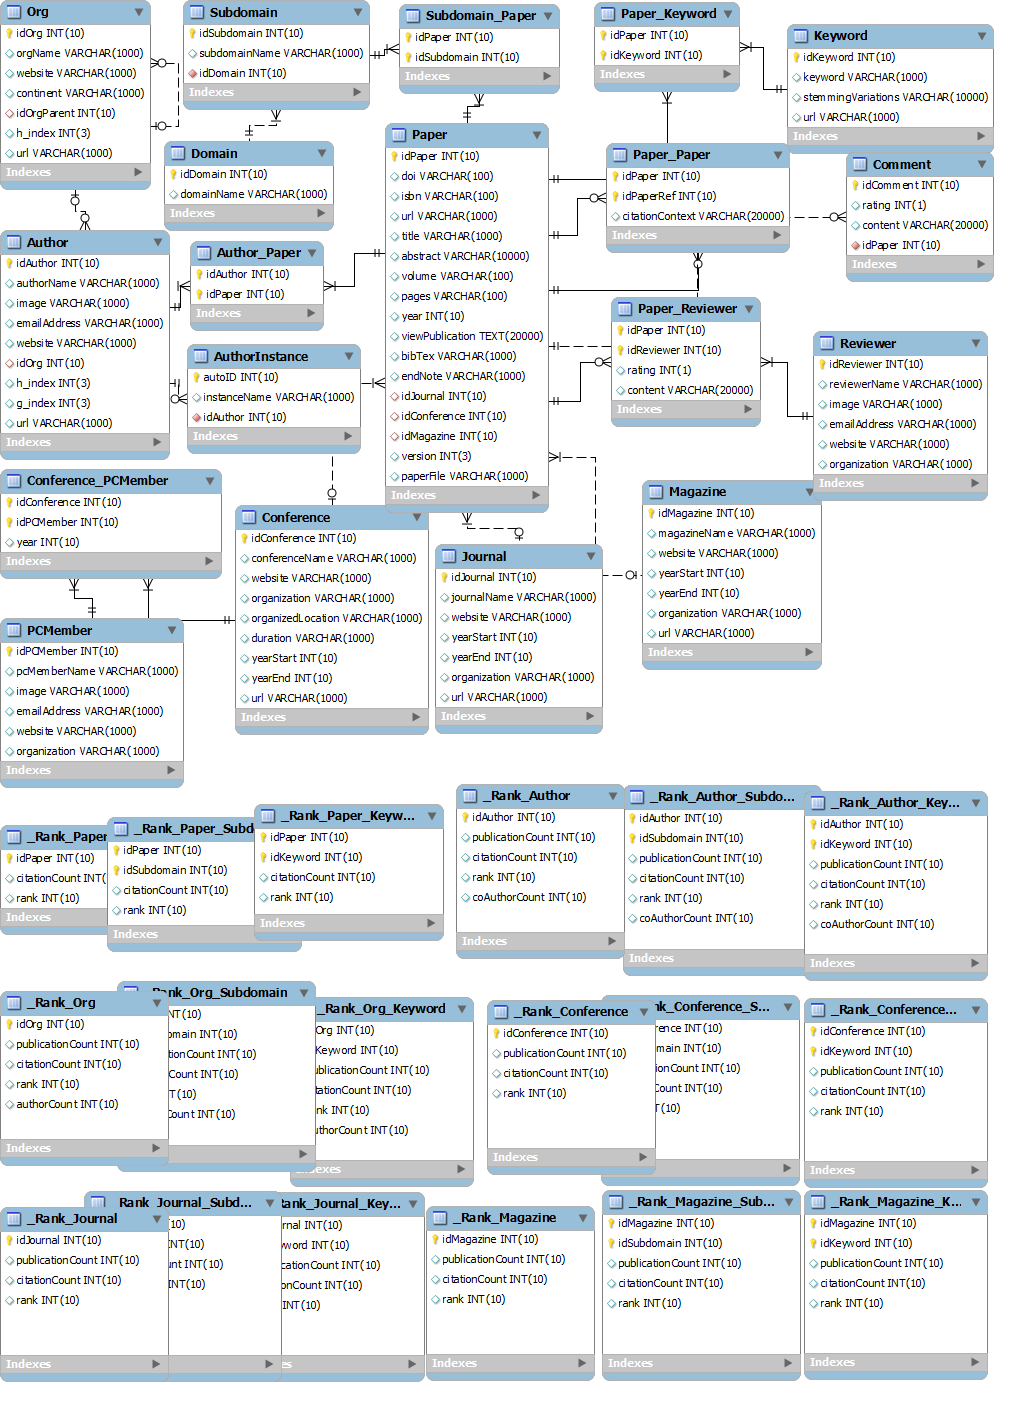 Org
idOrg INT(10)
orgName VARCHAR(1000)
website VARCHAR(1000)
continent VARCHAR(1000)
idOrgParent INT(10)
h_index INT(3)
url VARCHAR(1000)
Indexes
Subdomain
idSubdomain INT(10)
subdomainName VARCHAR(1000)
idDomain INT(10)
Indexes
Subdomain_Paper
idPaper INT(10)
idSubdomain INT(10)
Indexes
Paper_Keyword
idPaper INT(10)
idKeyword INT(10)
Indexes
Keyword
idKeyword INT(10)
keyword VARCHAR(1000)
stemmingVariations VARCHAR(10000)
url VARCHAR(1000)
Indexes
Domain
idDomain INT(10)
domainName VARCHAR(1000)
Indexes
Paper
idPaper INT(10)
doi VARCHAR(100)
isbn VARCHAR(100)
url VARCHAR(1000)
title VARCHAR(1000)
abstract VARCHAR(10000)
volume VARCHAR(100)
pages VARCHAR(100)
year INT(10)
viewPublication TEXT(20000)
bibTex VARCHAR(1000)
endNote VARCHAR(1000)
idJournal INT(10)
idConference INT(10)
idMagazine INT(10)
version INT(3)
paperFile VARCHAR(1000)
Indexes
Paper_Paper
idPaper INT(10)
idPaperRef INT(10)
citationContext VARCHAR(20000)
Indexes
Comment
idComment INT(10)
rating INT(1)
content VARCHAR(20000)
idPaper INT(10)
Indexes
Author
idAuthor INT(10)
authorName VARCHAR(1000)
image VARCHAR(1000)
emailAddress VARCHAR(1000)
website VARCHAR(1000)
idOrg INT(10)
h_index INT(3)
g_index INT(3)
url VARCHAR(1000)
Indexes
Author_Paper
idAuthor INT(10)
idPaper INT(10)
Indexes
AuthorInstance
autoID INT(10)
instanceName VARCHAR(1000)
idAuthor INT(10)
Indexes
Paper_Reviewer
idPaper INT(10)
idReviewer INT(10)
rating INT(1)
content VARCHAR(20000)
Indexes
Reviewer
idReviewer INT(10)
reviewerName VARCHAR(1000)
image VARCHAR(1000)
emailAddress VARCHAR(1000)
website VARCHAR(1000)
organization VARCHAR(1000)
Indexes
Conference_PCMember
idConference INT(10)
idPCMember INT(10)
year INT(10)
Indexes
Conference
idConference INT(10)
conferenceName VARCHAR(1000)
website VARCHAR(1000)
organization VARCHAR(1000)
organizedLocation VARCHAR(1000)
duration VARCHAR(1000)
yearStart INT(10)
yearEnd INT(10)
url VARCHAR(1000)
Indexes
Journal
idJournal INT(10)
journalName VARCHAR(1000)
website VARCHAR(1000)
yearStart INT(10)
yearEnd INT(10)
organization VARCHAR(1000)
url VARCHAR(1000)
Indexes
Magazine
idMagazine INT(10)
magazineName VARCHAR(1000)
website VARCHAR(1000)
yearStart INT(10)
yearEnd INT(10)
organization VARCHAR(1000)
url VARCHAR(1000)
Indexes
PCMember
idPCMember INT(10)
pcMemberName VARCHAR(1000)
image VARCHAR(1000)
emailAddress VARCHAR(1000)
website VARCHAR(1000)
organization VARCHAR(1000)
Indexes
_Rank_Paper
idPaper INT(10)
citationCount INT(
rank INT(10)
Indexes
_Rank_Paper_Subd
idPaper INT(10)
idSubdomain INT(10)
citationCount INT(10)
rank INT(10)
Indexes
_Rank_Paper_Keyw...
idPaper INT(10)
idKeyword INT(10)
citationCount INT(10)
rank INT(10)
Indexes
_Rank_Author
idAuthor INT(10)
publicationCount INT(10)
citationCount INT(10)
rank INT(10)
coAuthorCount INT(10)
Indexes
_Rank_Author_Subdo...
idAuthor INT(10)
idSubdomain INT(10)
publicationCount INT(10)
citationCount INT(10)
rank INT(10)
coAuthorCount INT(10)
Indexes
_Rank_Author_Key...
idAuthor INT(10)
idKeyword INT(10)
publicationCount INT(10)
citationCount INT(10)
rank INT(10)
coAuthorCount INT(10)
Indexes
_Rank_Org
idOrg INT(10)
publicationCount INT(10)
citationCount INT(10)
rank INT(10)
authorCount INT(10)
Indexes
Rank_Org_Subdomain
NT(10)
omain INT(10)
tionCount INT(10)
Count INT(10)
T(10)
ount INT(10)
_Rank_Org_Keyword
Org INT(10)
Keyword INT(10)
ublicationCount INT(10)
tationCount INT(10)
nk INT(10)
uthorCount INT(10)
exes
_Rank_Conference
idConference INT(10)
publicationCount INT(10)
citationCount INT(10)
rank INT(10)
Indexes
nk_Conference_S...
rence INT(10)
main INT(10)
ionCount INT(10)
Count INT(10)
T(10)
_Rank_Conference...
idConference INT(10)
idKeyword INT(10)
publicationCount INT(10)
citationCount INT(10)
rank INT(10)
Indexes
_Rank_Journal
idJournal INT(10)
publicationCount INT(10)
citationCount INT(10)
rank INT(10)
Indexes
Rank_Journal_Subd...
(10)
INT(10)
unt INT(10)
INT(10)
Rank_Journal_Key...
rnal INT(10)
word INT(10)
cationCount INT(10)
onCount INT(10)
INT(10)
es
_Rank_Magazine
idMagazine INT(10)
publicationCount INT(10)
citationCount INT(10)
rank INT(10)
Indexes
_Rank_Magazine_Sub...
idMagazine INT(10)
idSubdomain INT(10)
publicationCount INT(10)
citationCount INT(10)
rank INT(10)
Indexes
_Rank_Magazine_K...
idMagazine INT(10)
idKeyword INT(10)
publicationCount INT(10)
citationCount INT(10)
rank INT(10)
Indexes